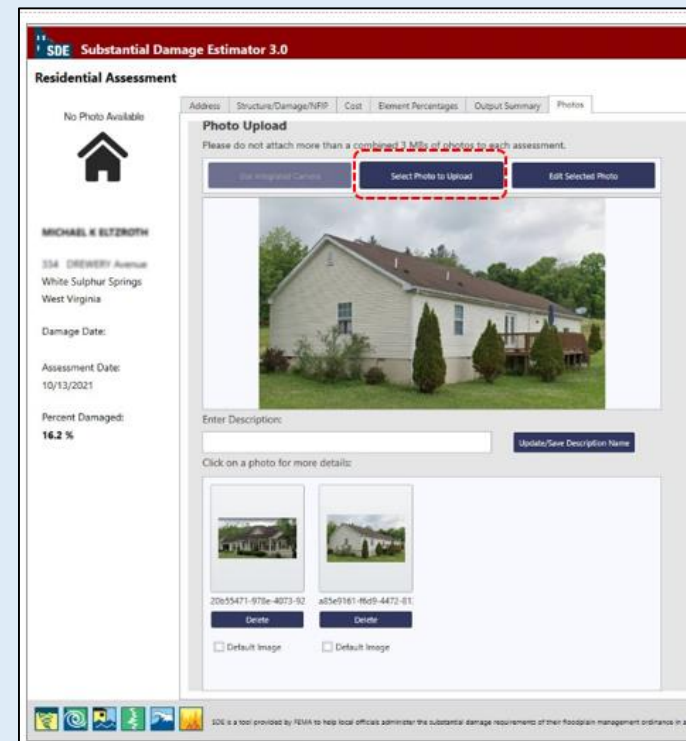 SDE Substantial Damage Estimator 3.0
Residential Assessment
Address Structure/Damage/NFIP Cost Element Percentages Output Summary Photos
No Photo Available
Photo Upload
Please do not attach more than a combined 3 MBs of photos to each assessment.
Use Integrated Camera Select Photo to Upload Edit Selected Photo
MICHAEL K ELTZROTH
334 DREWERY Avenue
White Sulphur Springs
West Virginia
Damage Date:
Assessment Date:
10/13/2021
Percent Damaged:
16.2 %
Enter Description:
Update/Save Description Name
Click on a photo for more details:
20b55471-978e-4073-92 a85e9161-f6d9-4472-81
Delete Delete
Default Image Default Image
SDE is a tool provided by FEMA to help local officials administer the substantial damage requirements of their floodplain management ordinance in a